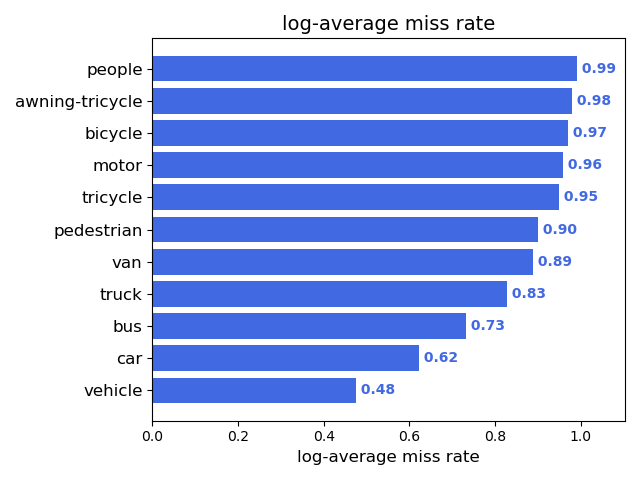 log-average miss rate
people 0.99
awning-tricycle 0.98
bicycle 0.97
motor 0.96
tricycle 0.95
pedestrian 0.90
van 0.89
truck 0.83
bus 0.73
car 0.62
vehicle 0.48
0.0 0.2 0.4 0.6 0.8 1.0
log-average miss rate